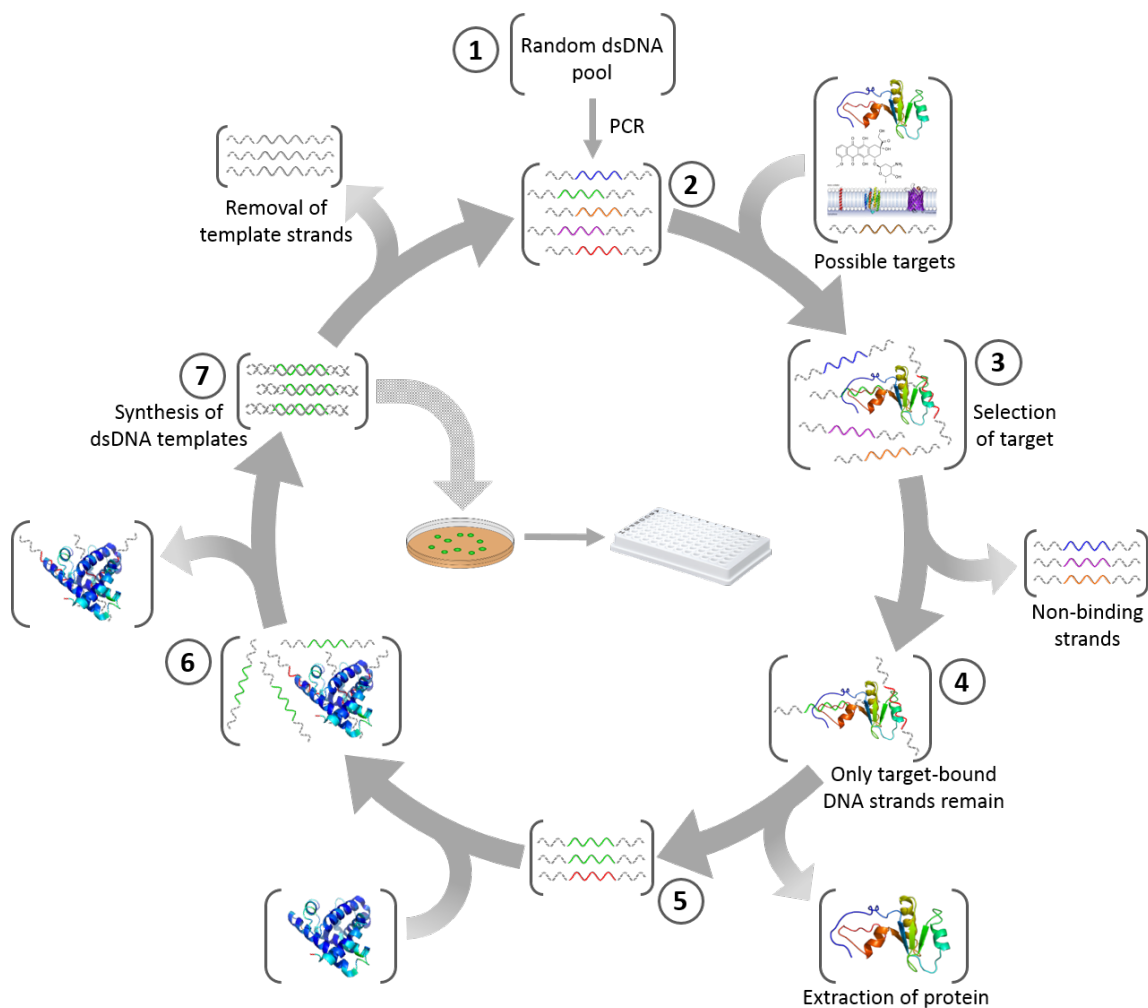 1
Random dsDNA
pool
PCR
2
Possible targets
3
Selection
of target
Non-binding
strands
4
Only target-bound
DNA strands remain
Extraction of protein
5
6
7
Synthesis of
dsDNA templates
Removal of
template strands